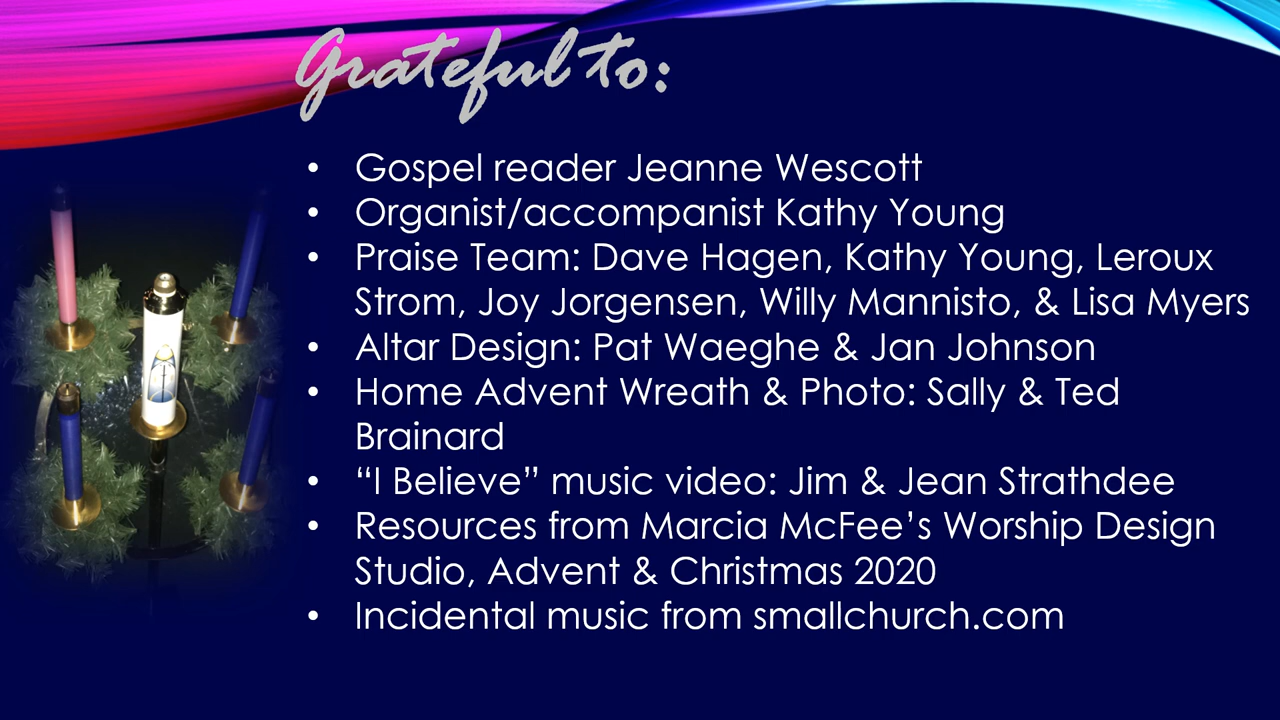 Grateful to:
• Gospel reader Jeanne Wescott
• Organist/accompanist Kathy Young
• Praise Team: Dave Hagen, Kathy Young, Leroux
Strom, Joy Jorgensen, Willy Mannisto, & Lisa Myers
• Altar Design: Pat Waeghe & Jan Johnson
• Home Advent Wreath & Photo: Sally & Ted
Brainard
• “I Believe” music video: Jim & Jean Strathdee
• Resources from Marcia McFee’s Worship Design
Studio, Advent & Christmas 2020
• Incidental music from smallchurch.com